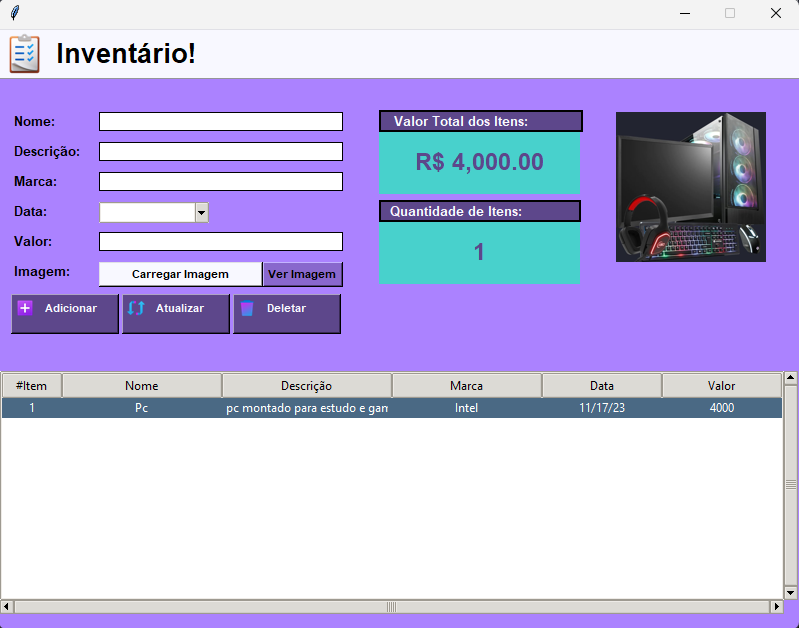 Inventário!
Nome:
Descrição:
Marca:
Data:
Valor:
Imagem:
Carregar Imagem
Ver Imagem
Adicionar
Atualizar
Deletar
Valor Total dos Itens:
R$ 4,000.00
Quantidade de Itens:
1
#Item Nome Descrição Marca Data Valor
1 Pc pc montado para estudo e gam Intel 11/17/23 4000